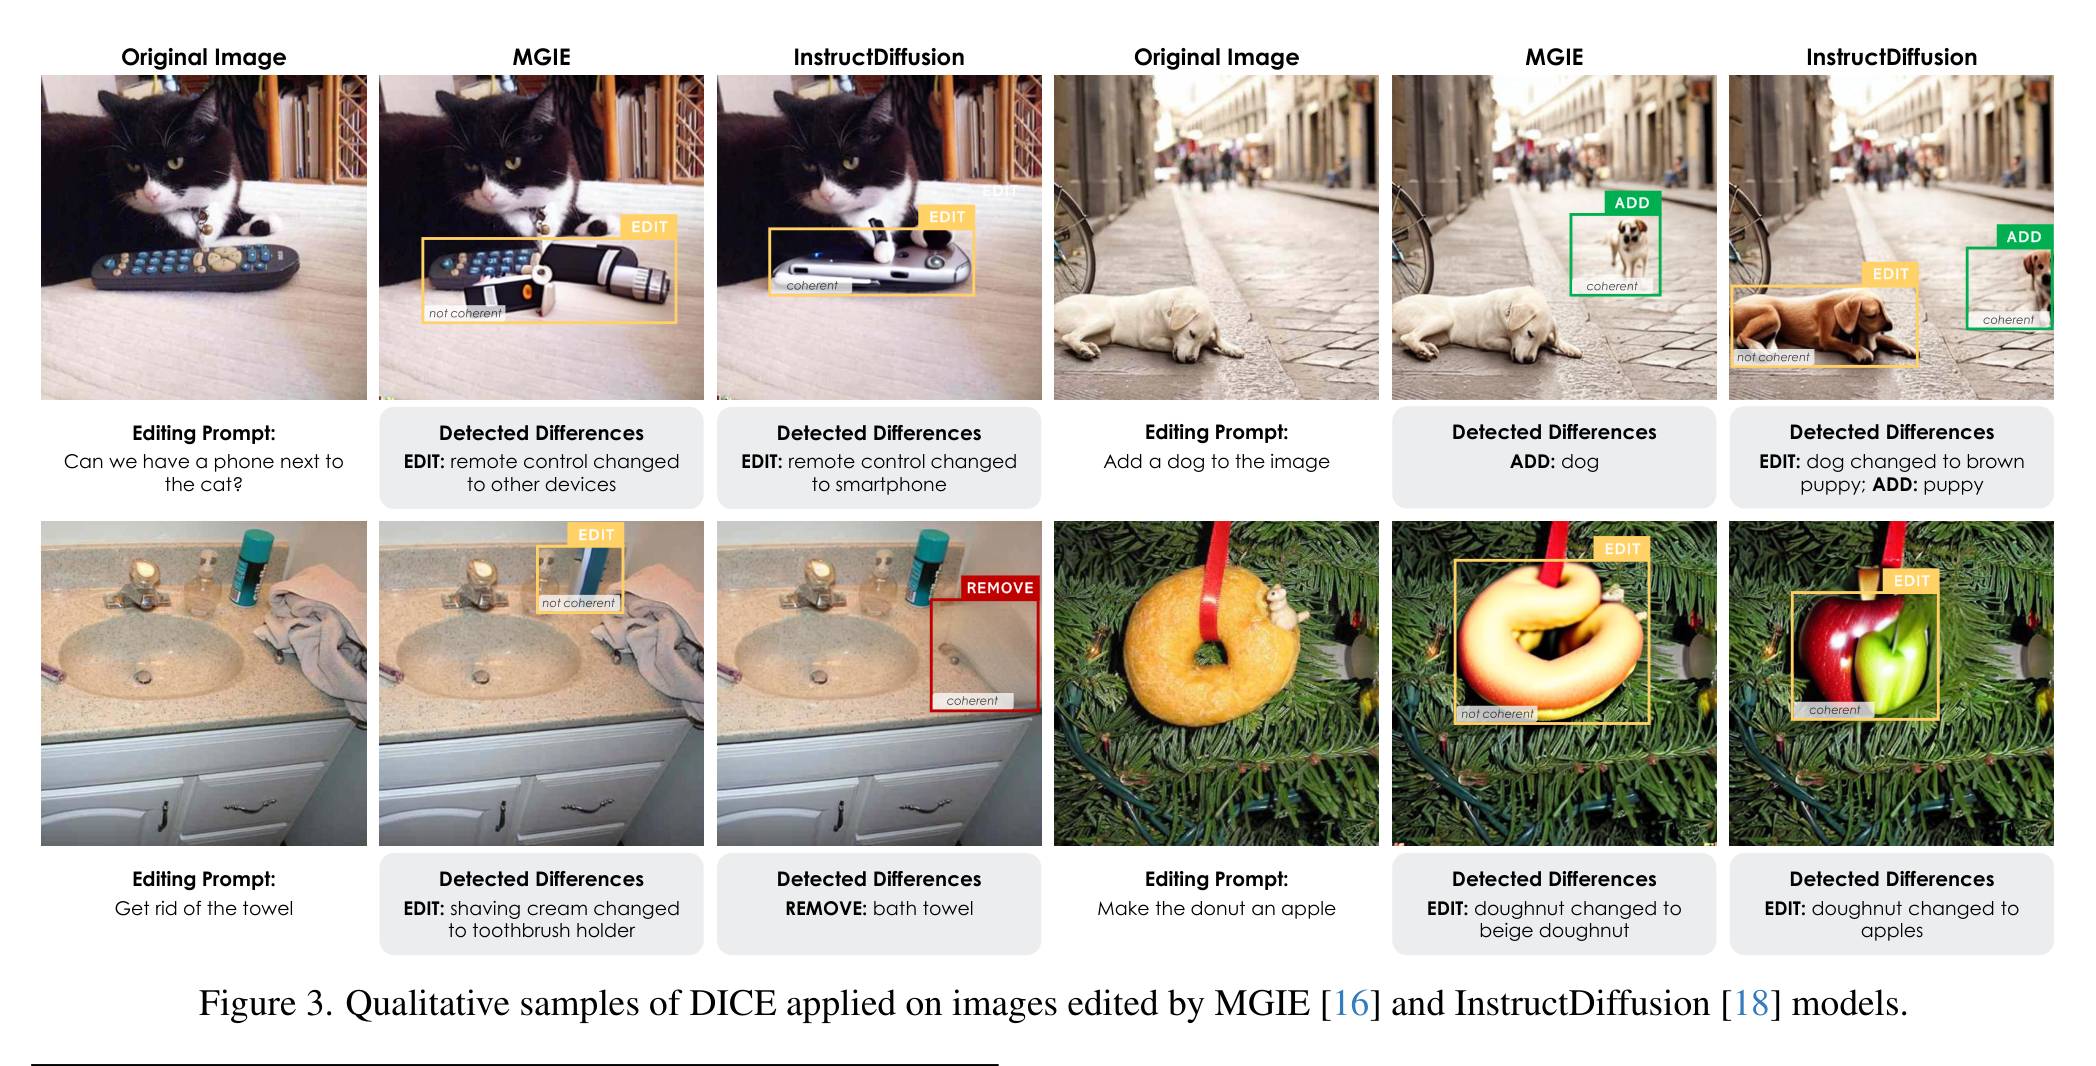 Original Image
MGIE
InstructDiffusion
Original Image
MGIE
InstructDiffusion
EDIT
not coherent
EDIT
EDIT
coherent
ADD
coherent
EDIT
not coherent
ADD
coherent
Editing Prompt:
Can we have a phone next to
the cat?
Detected Differences
EDIT: remote control changed
to other devices
Detected Differences
EDIT: remote control changed
to smartphone
Editing Prompt:
Add a dog to the image
Detected Differences
ADD: dog
Detected Differences
EDIT: dog changed to brown
puppy; ADD: puppy
EDIT
not coherent
REMOVE
coherent
EDIT
not coherent
EDIT
coherent
Editing Prompt:
Get rid of the towel
Detected Differences
EDIT: shaving cream changed
to toothbrush holder
Detected Differences
REMOVE: bath towel
Editing Prompt:
Make the donut an apple
Detected Differences
EDIT: doughnut changed to
beige doughnut
Detected Differences
EDIT: doughnut changed to
apples
Figure 3. Qualitative samples of DICE applied on images edited by MGIE [16] and InstructDiffusion [18] models.